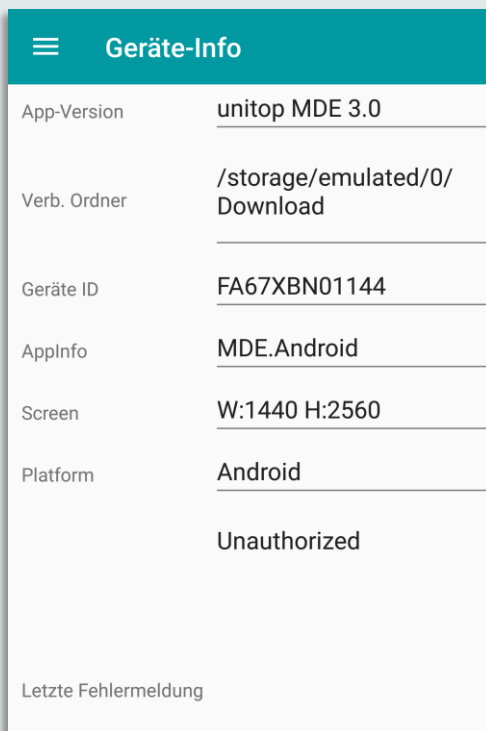 Geräte-Info
App-Version
unitop MDE 3.0
Verb. Ordner
/storage/emulated/0/
Download
Geräte ID
FA67XBN01144
AppInfo
MDE.Android
Screen
W:1440 H:2560
Platform
Android
Unauthorized
Letzte Fehlermeldung